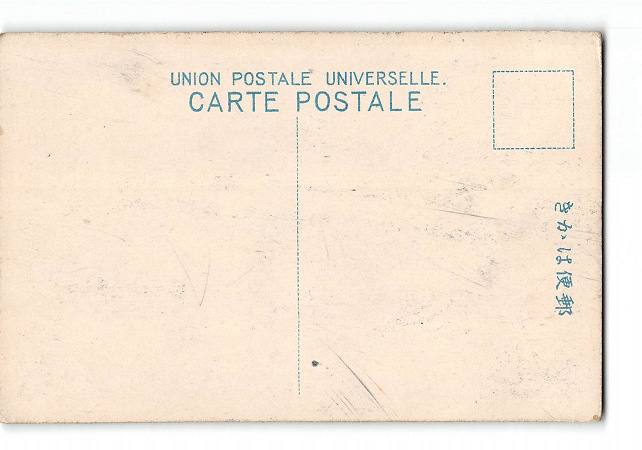 UNION POSTALE UNIVERSELLE.
CARTE POSTALE
きかは便郵